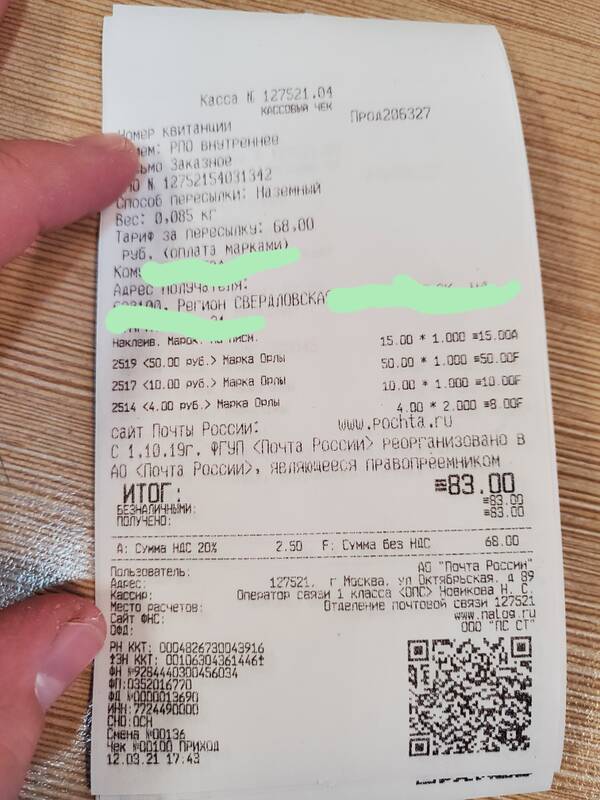 Касса № 127521.04
КАССОВЫЙ ЧЕК
Прод206327
Номер квитанции
РПО внутреннее
Заказное
№ 12752154031342
Способ пересылки: Наземный
Вес: 0,085 кг
Тариф за пересылку: 68,00
руб. (оплата марками)
Кому
Адрес получателя:
Регион СВЕРДЛОВСКА
Наклеив. Марок. на писм. 15.00 * 1.000 ≡15.00A
2519 <50.00 руб.> Марка Орлы 50.00 * 1.000 ≡50.00F
2517 <10.00 руб.> Марка Орлы 10.00 * 1.000 ≡10.00F
2514 <4.00 руб.> Марка Орлы 4.00 * 2.000 ≡8.00F
сайт Почты России: www.pochta.ru
С 1.10.19г. ФГУП <Почта России> реорганизовано в
АО <Почта России>, являющееся правопреемником
ИТОГ: ≡83.00
БЕЗНАЛИЧНЫМИ: ≡83.00
ПОЛУЧЕНО: ≡83.00
A: Сумма НДС 20% 2.50 F: Сумма без НДС 68.00
Пользователь: АО "Почта России"
Адрес: 127521, г Москва, ул Октябрьская, д 89
Кассир: Оператор связи 1 класса <ОПС> Новикова Н. С.
Место расчетов: Отделение почтовой связи 127521
Сайт ФНС: www.nalog.ru
ОФД: ООО "ПС СТ"
РН ККТ: 0004826730043916
ЗН ККТ: 00106304361446
ФН №9284440300456034
ФП:0352016770
ФД №0000013690
ИНН:7724490000
СНО:ОСН
Смена №00136
Чек №00100 ПРИХОД
12.03.21 17:43